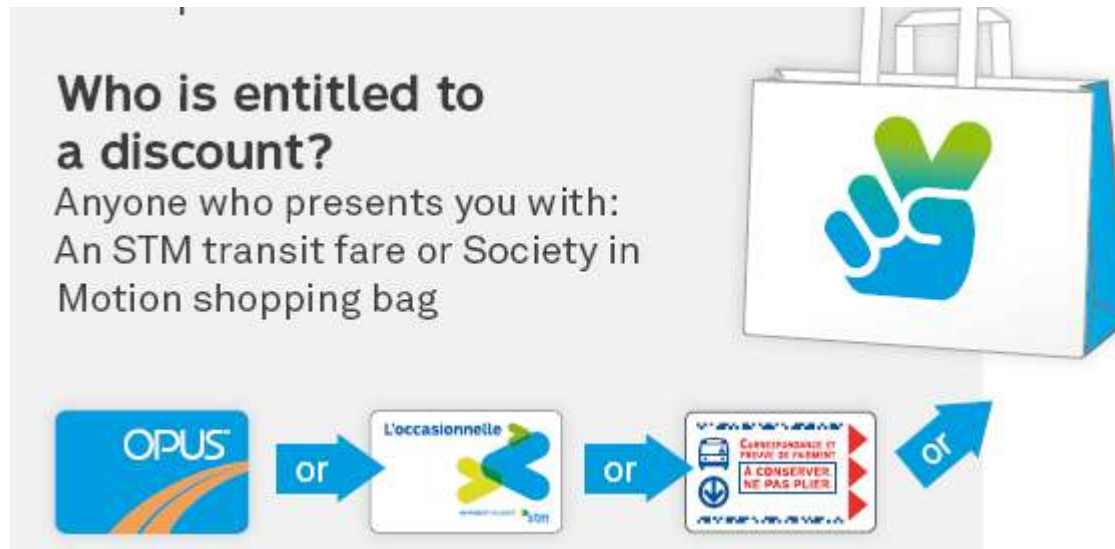 Who is entitled to
a discount?
Anyone who presents you with:
An STM transit fare or Society in
Motion shopping bag
OPUS
or
L'occasionnelle
stm
or
CORRESPONDANCE ET
PREUVE DE PAIEMENT
À CONSERVER.
NE PAS PLIER.
or